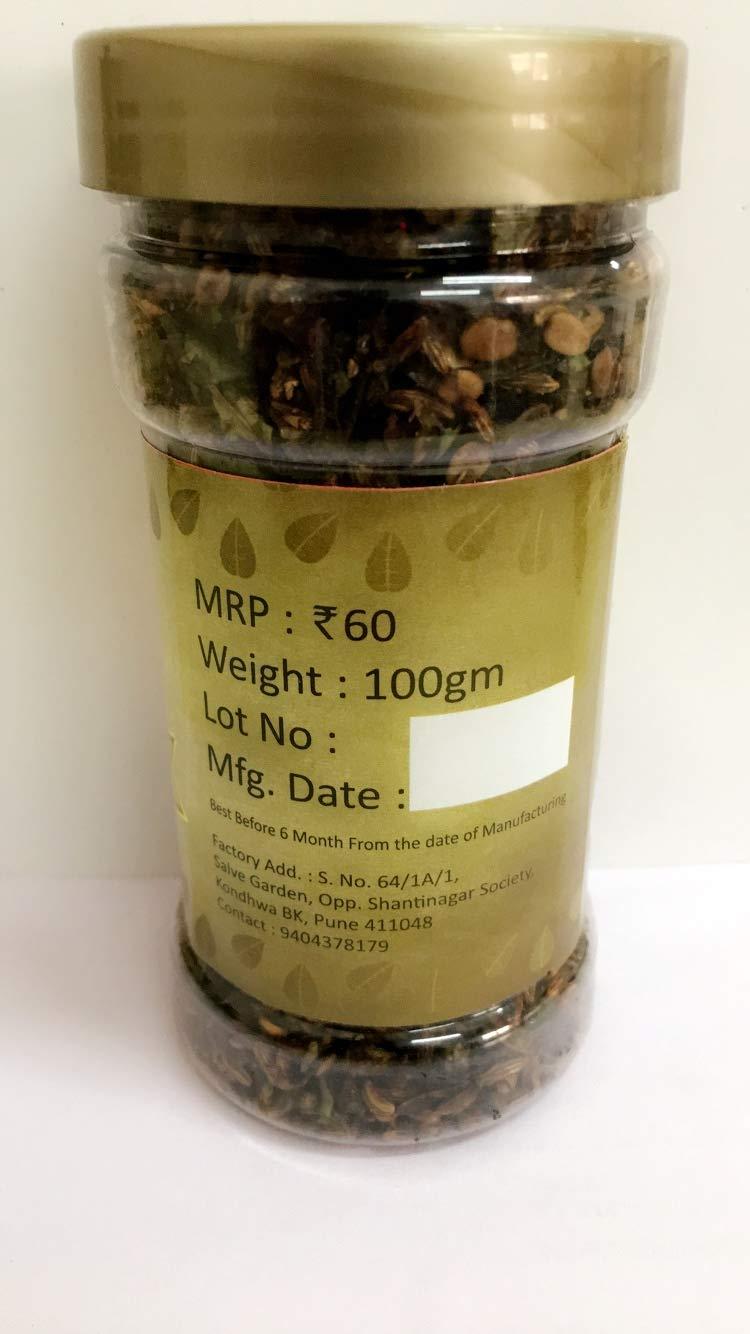 MRP : ₹60
Weight : 100gm
Lot No :
Mfg. Date :
Best Before 6 Month From the date of Manufacturing
Factory Add. : S. No. 64/1A/1,
Salve Garden, Opp. Shantinagar Society,
Kondhwa BK, Pune 411048
Contact : 9404378179